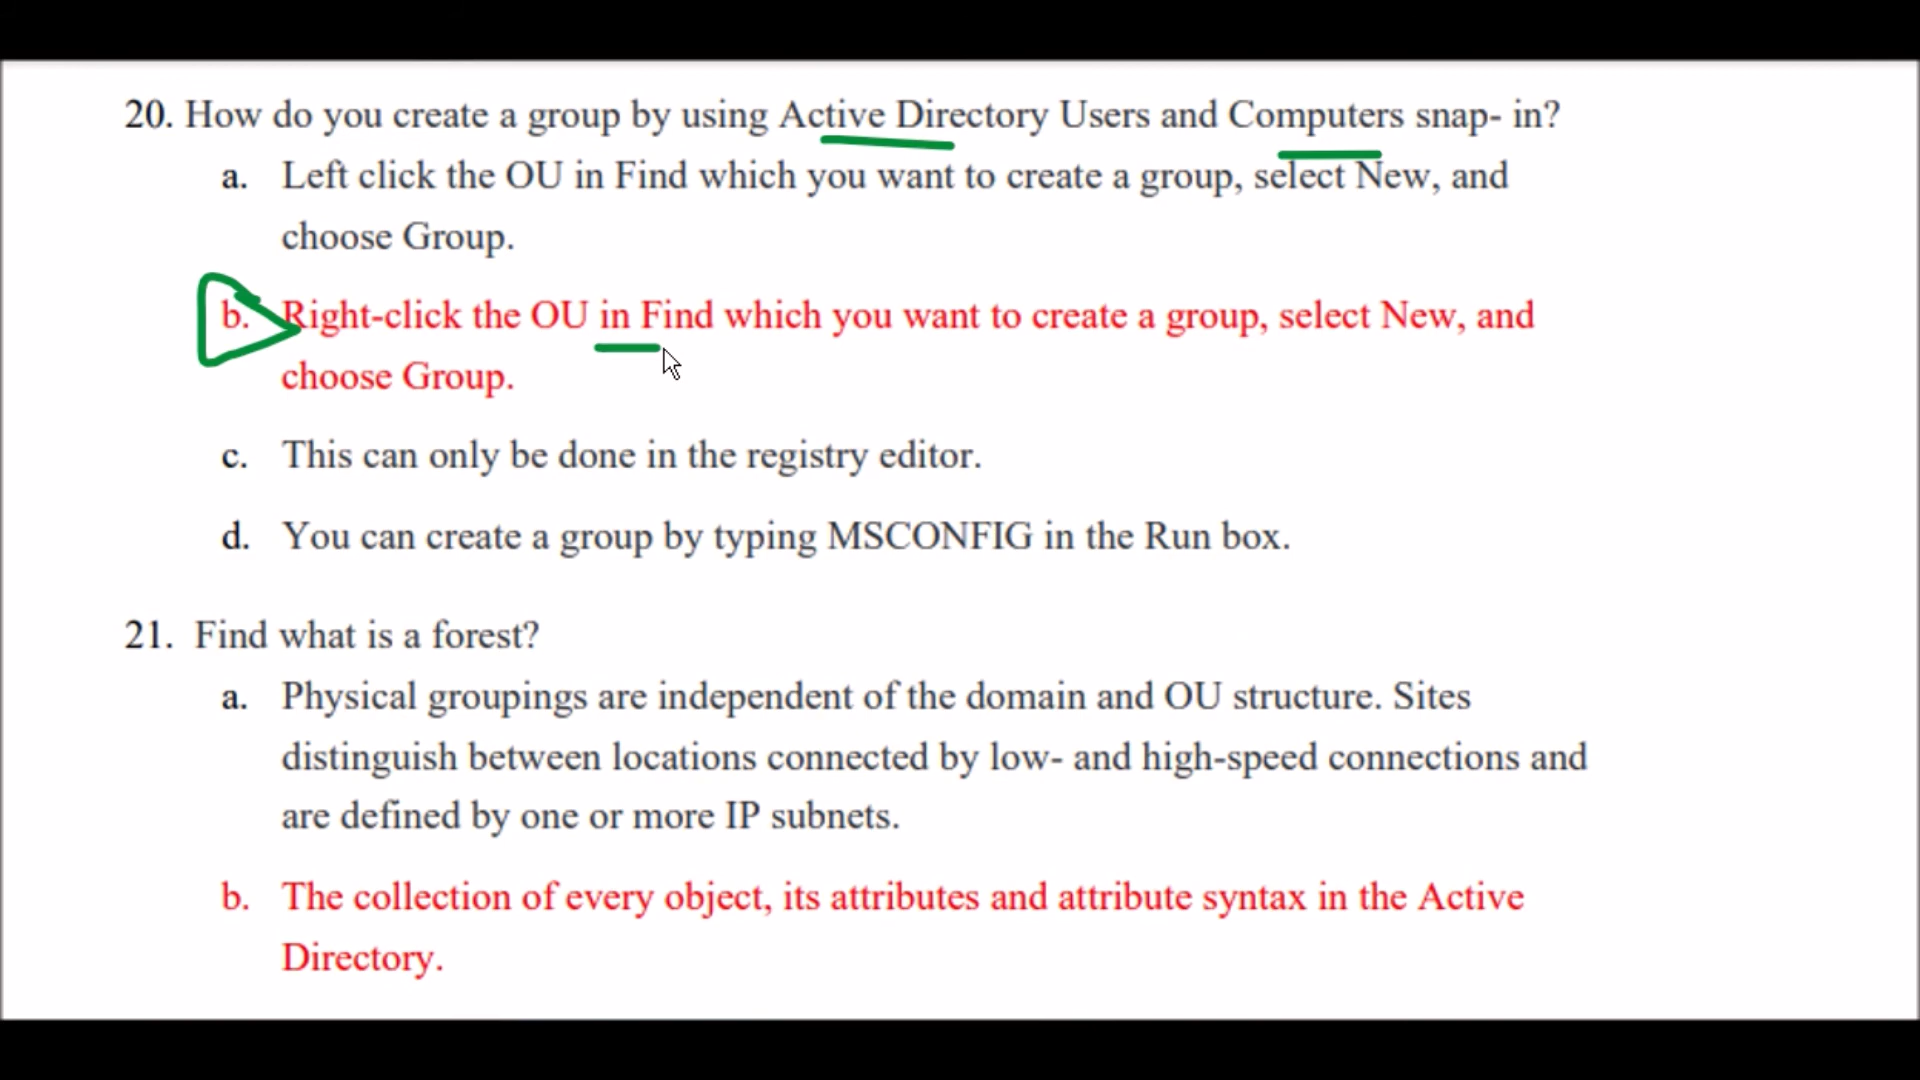 20. How do you create a group by using Active Directory Users and Computers snap- in?
a. Left click the OU in Find which you want to create a group, select New, and
choose Group.
b. Right-click the OU in Find which you want to create a group, select New, and
choose Group.
c. This can only be done in the registry editor.
d. You can create a group by typing MSCONFIG in the Run box.
21. Find what is a forest?
a. Physical groupings are independent of the domain and OU structure. Sites
distinguish between locations connected by low- and high-speed connections and
are defined by one or more IP subnets.
b. The collection of every object, its attributes and attribute syntax in the Active
Directory.